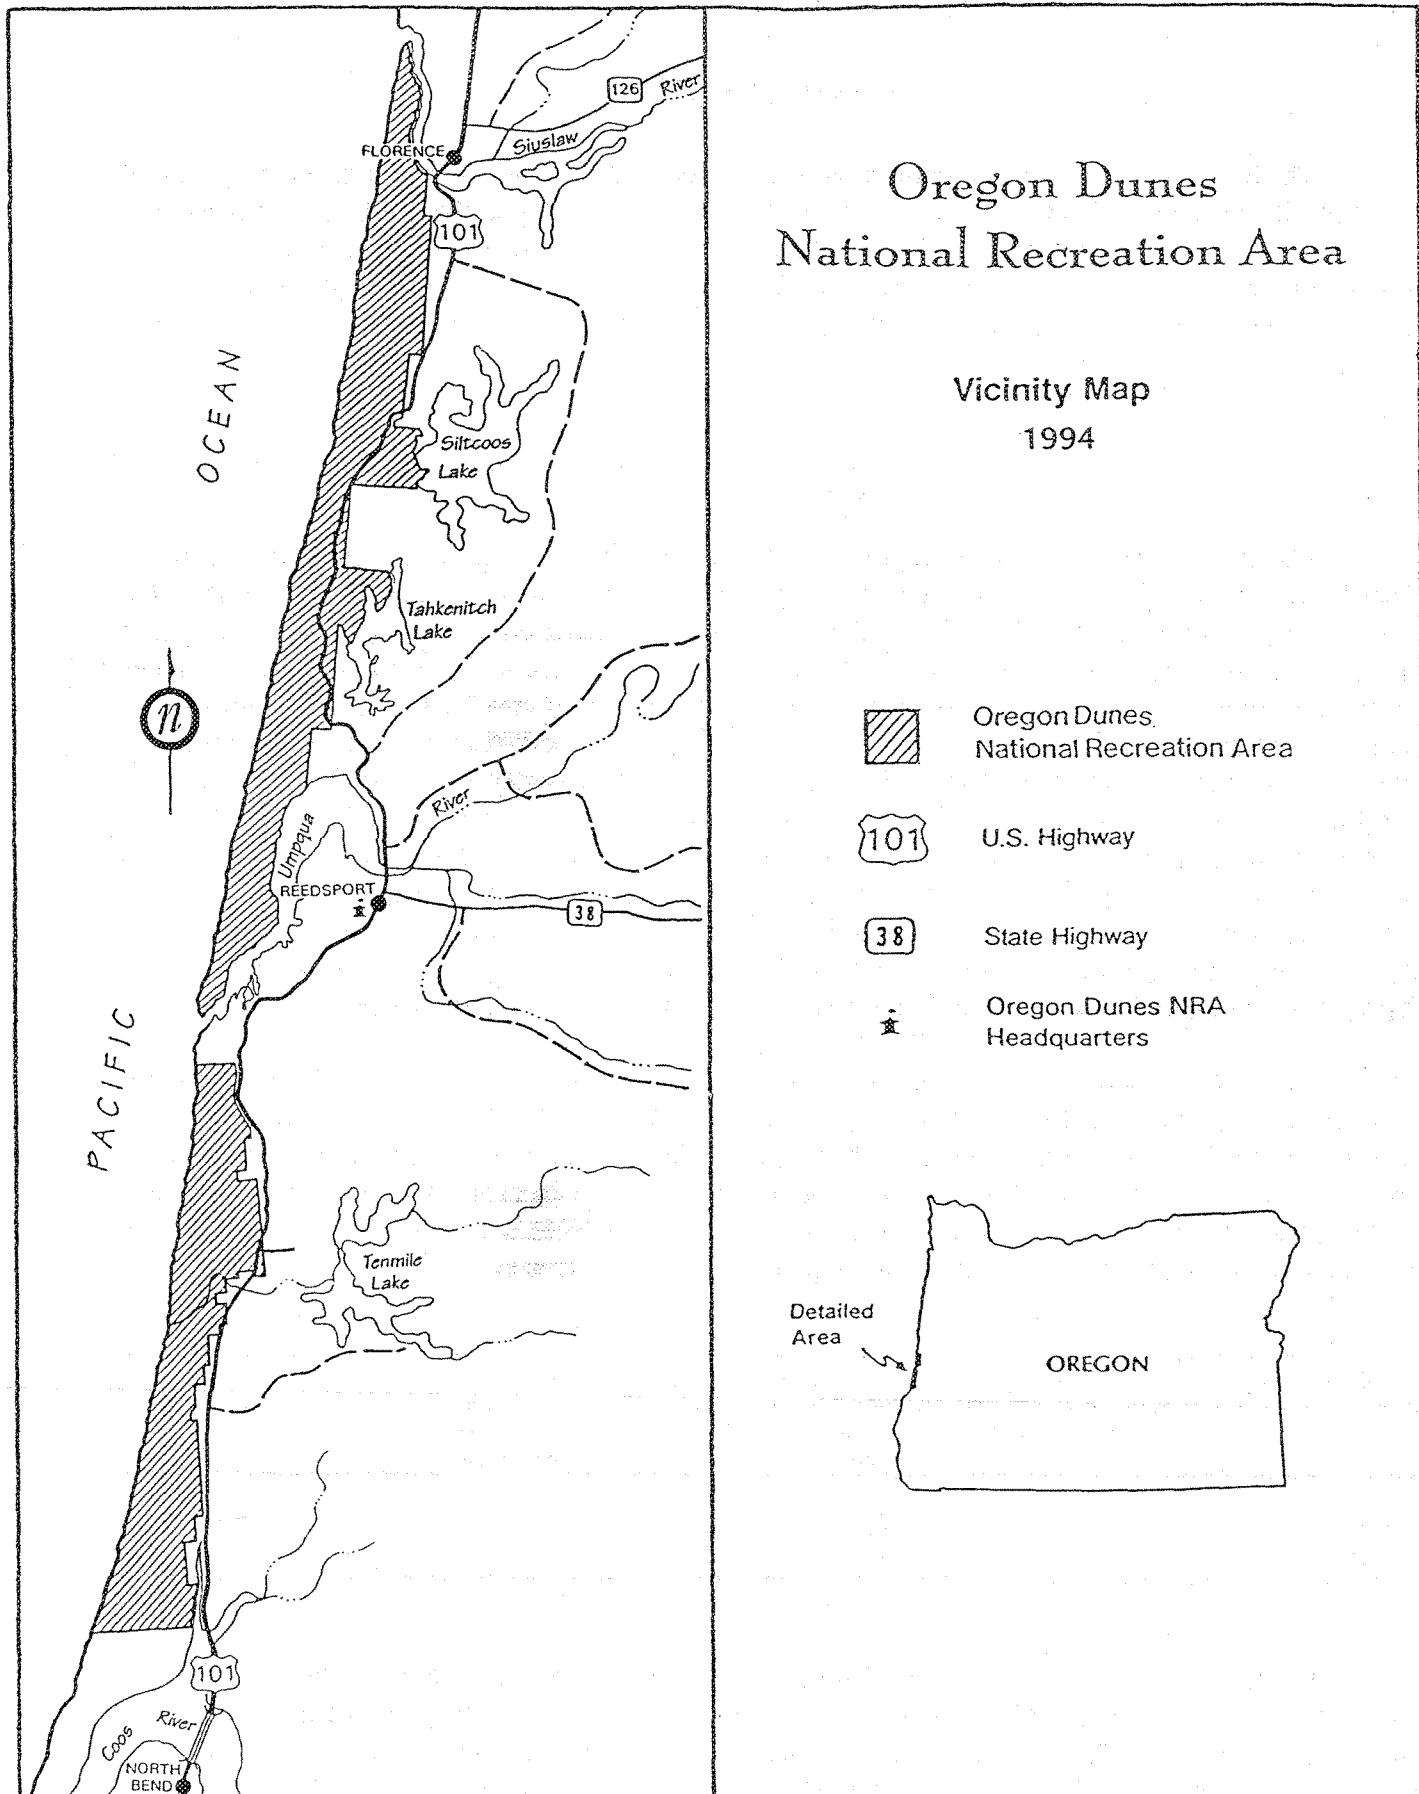 Oregon Dunes
National Recreation Area
Vicinity Map
1994
126
River
Siuslaw
FLORENCE
101
OCEAN
Siltcoos
Lake
Tahkenitch
Lake
n
River
Umpqua
REEDSPORT
38
PACIFIC
Tenmile
Lake
101
River
Coos
NORTH
BEND
Oregon Dunes
National Recreation Area
101
U.S. Highway
38
State Highway
Oregon Dunes NRA
Headquarters
Detailed
Area
OREGON